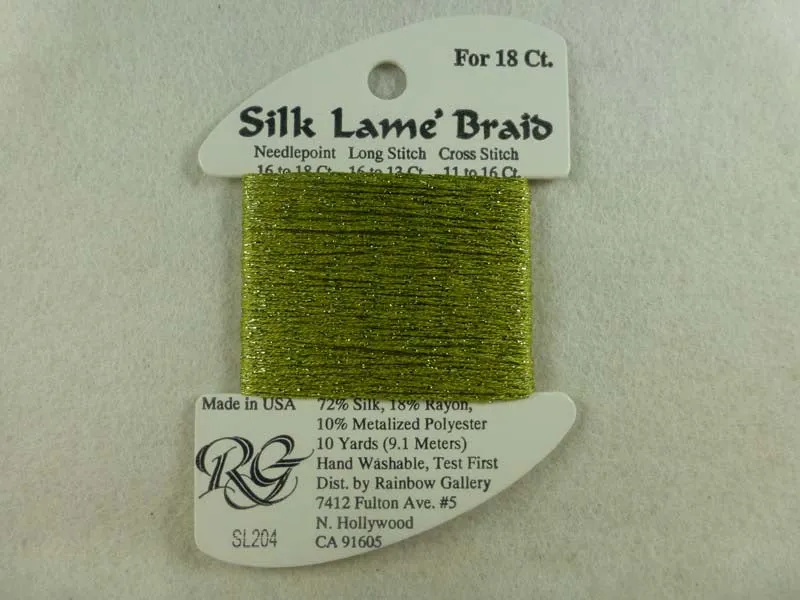 For 18 Ct.
Silk Lame' Braid
Needlepoint Long Stitch Cross Stitch
16 to 18 Ct. 16 to 13 Ct. 11 to 16 Ct.
Made in USA
72% Silk, 18% Rayon,
10% Metalized Polyester
10 Yards (9.1 Meters)
Hand Washable, Test First
Dist. by Rainbow Gallery
7412 Fulton Ave. #5
N. Hollywood
CA 91605
RG
SL204